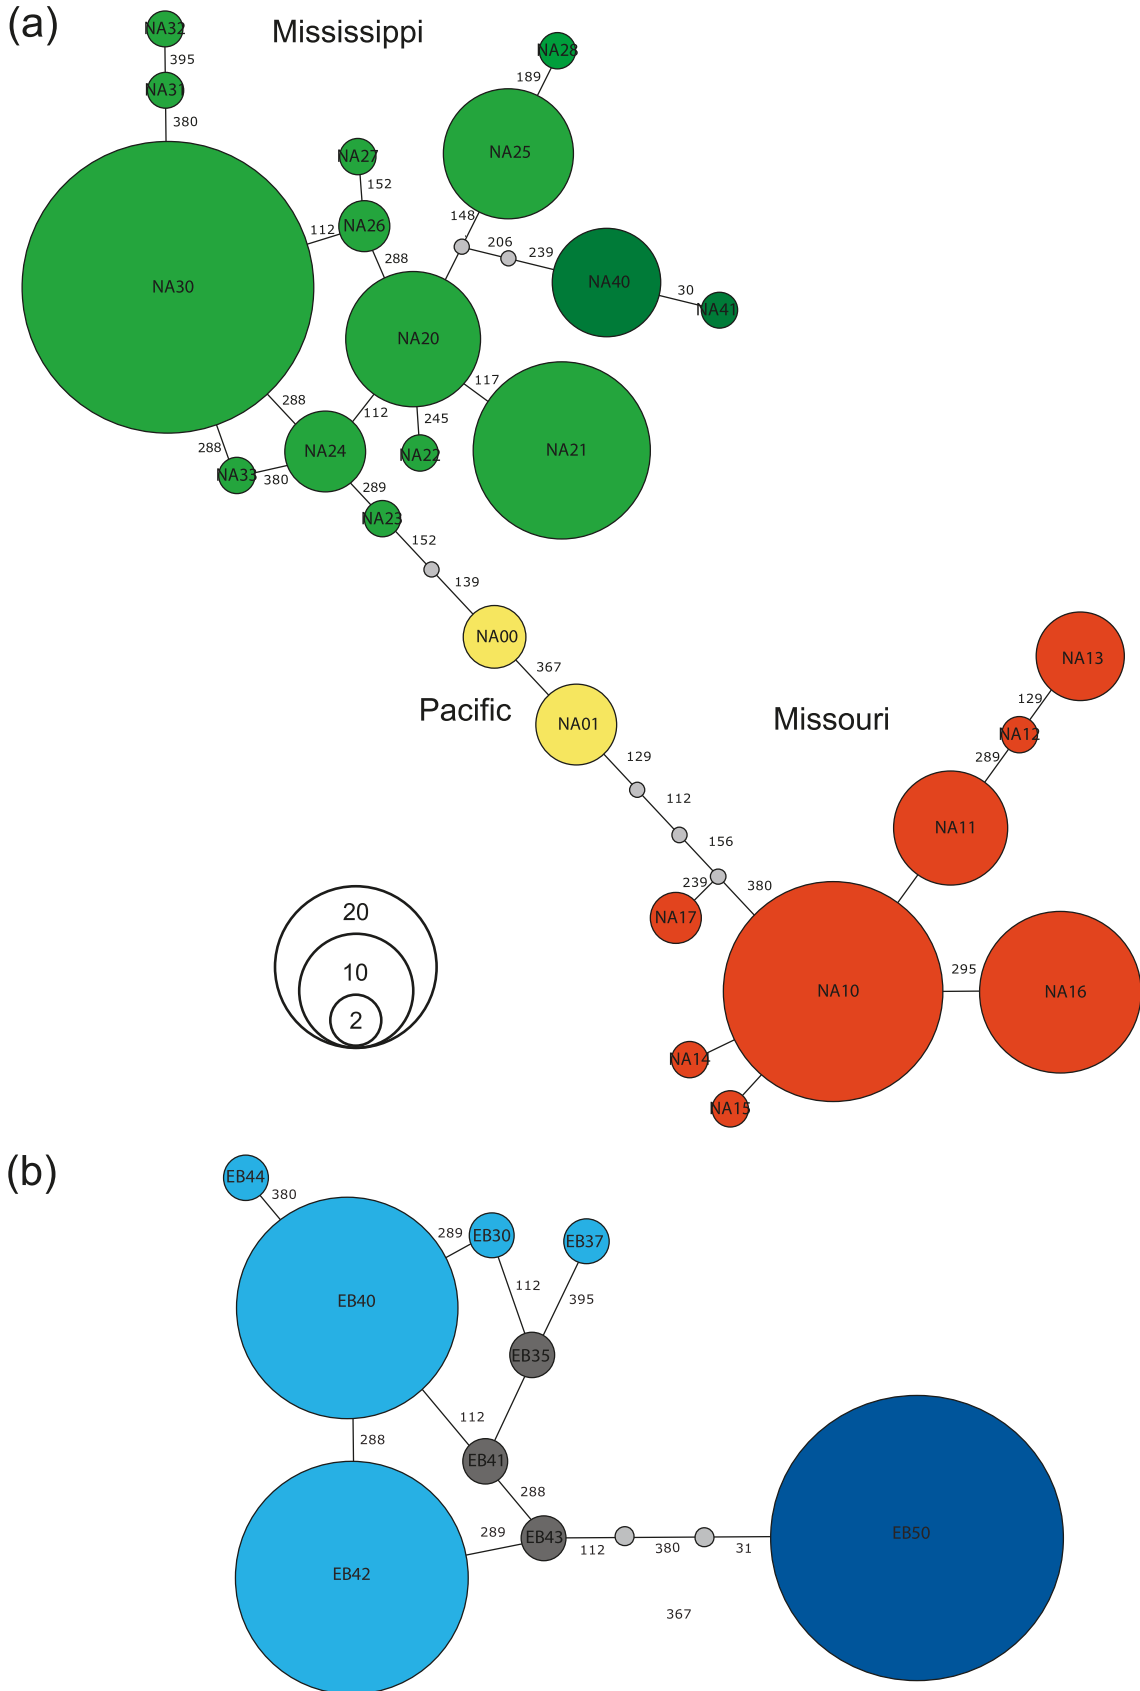 (a)
Mississippi
NA32
395
NA31
380
NA28
189
NA25
NA27
152
NA26
112
288
148
206
239
NA30
NA40
30
NA41
NA20
117
288
112
245
288
NA24
NA22
NA21
NA33
380
289
NA23
152
139
NA00
367
Pacific
NA01
Missouri
NA13
129
NA12
289
129
112
NA11
156
239
380
NA17
20
10
2
NA10
295
NA16
NA14
NA15
(b)
EB44
380
289
EB30
EB37
112
395
EB40
EB35
112
288
EB41
288
289
EB43
112
380
31
EB50
EB42
367